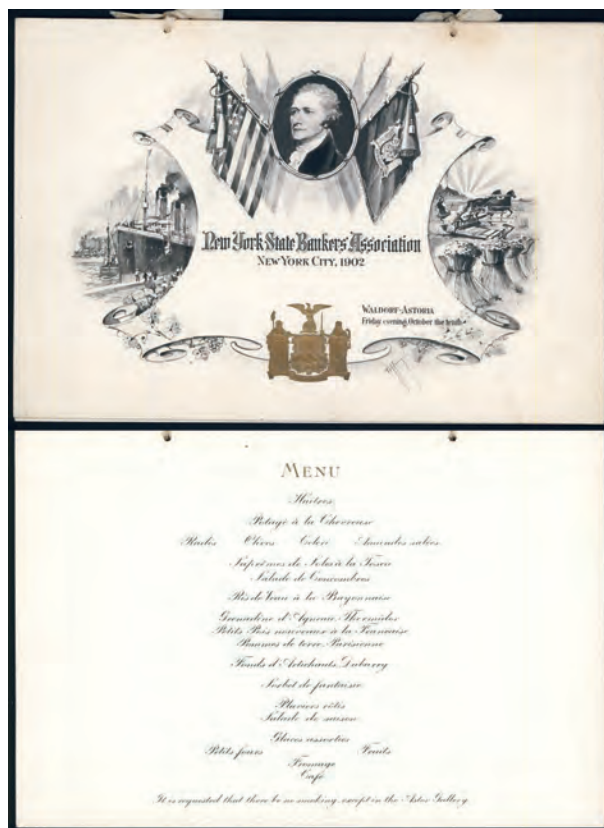 New York State Bankers' Association
NEW YORK CITY, 1902
WALDORF-ASTORIA
Friday evening, October the tenth
MENU
Huîtres
Potage à la Chevreuse
Radis Olives Céleri Amandes salées
Suprêmes de Soles à la Tosca
Salade de Concombres
Ris de Veau à la Bayonnaise
Grenadine d'Agneau, Thermidor
Petits Pois nouveaux à la Française
Pommes de terre, Parisienne
Fonds d'Artichauts, Dubarry
Sorbet de fantaisie
Pluviers rôtis
Salade de saison
Glaces assorties
Petits fours Fruits
Fromage
Café
It is requested that there be no smoking, except in the Astor Gallery